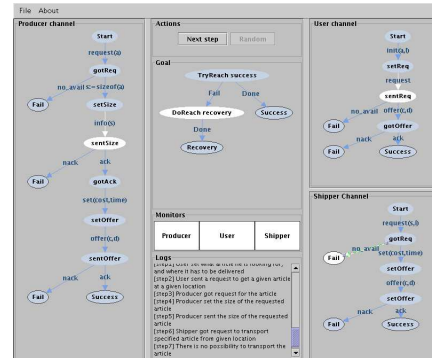 File About
Producer channel
Start
request(a)
gotReq
no_avail s:=sizeof(a)
Fail
setSize
info(s)
sentSize
nack ack
Fail
gotAck
set(cost,time)
setOffer
offer(c,d)
sentOffer
nack ack
Fail
Success
Actions
Next step
Random
Goal
TryReach success
Fail Done
DoReach recovery
Success
Done
Recovery
Monitors
Producer
User
Shipper
Logs
[step1] User set what article he is looking for,
and where it has to be delivered
[step2] User sent a request to get a given article
at a given location
[step3] Producer got request for the article
[step4] Producer set the size of the requested
article
[step5] Producer sent the size of the requested
article
[step6] Shipper got request to transport
specified article from given location
[step7] There is no possibility to transport the
article
User channel
Start
init(a,l)
setReq
request
sentReq
no_avail offer(c,d)
Fail
gotOffer
nack ack
Fail
Success
Shipper Channel
Start
request(s,l)
gotReq
no_avail
set(cost,time)
Fail
setOffer
offer(c,d)
setOffer
nack ack
Fail
Success